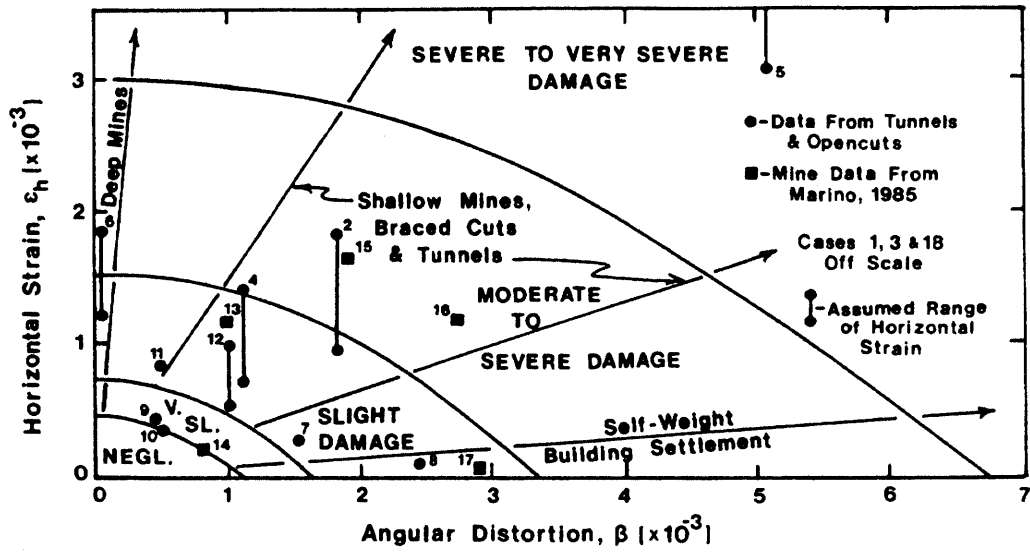 SEVERE TO VERY SEVERE
DAMAGE
5
●-Data From Tunnels
& Opencuts
■-Mine Data From
Marino, 1985
Deep Mines
6
Shallow Mines,
Braced Cuts
& Tunnels
2
15
Cases 1, 3 & 18
Off Scale
Assumed Range
of Horizontal
Strain
4
13
12
16
MODERATE
TO
SEVERE DAMAGE
11
V.
SL.
9
10
14
NEGL.
SLIGHT
DAMAGE
7
8
17
Self-Weight
Building Settlement
3
2
1
0
Horizontal Strain, εh [×10-3]
0 1 2 3 4 5 6 7
Angular Distortion, β [×10-3]